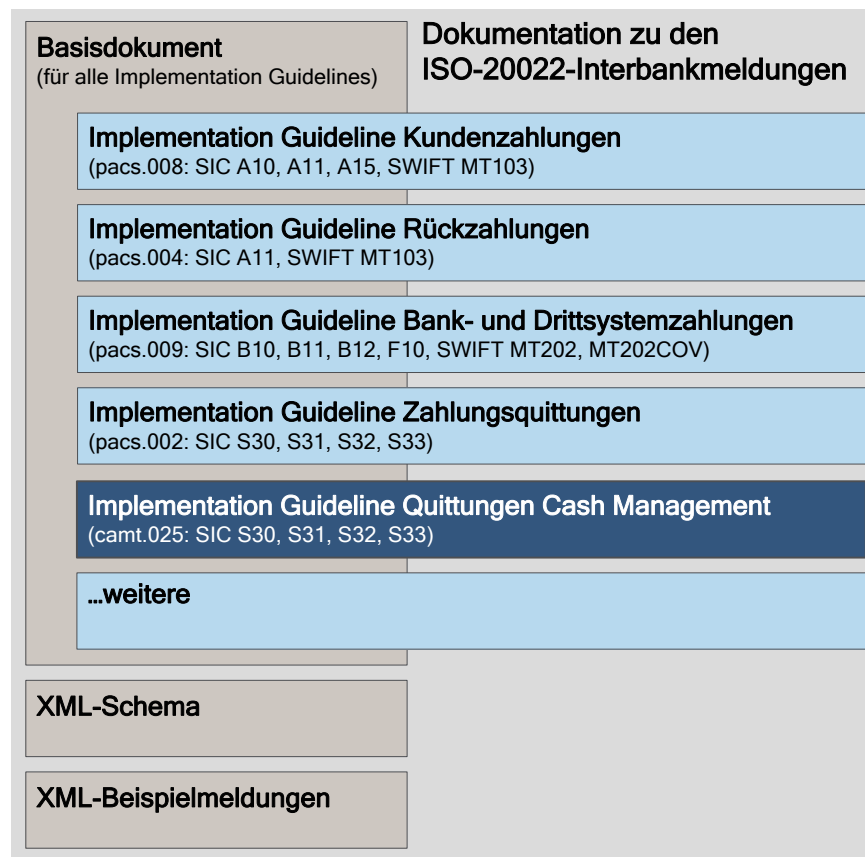 Basisdokument
(für alle Implementation Guidelines)
Dokumentation zu den
ISO-20022-Interbankmeldungen
Implementation Guideline Kundenzahlungen
(pacs.008: SIC A10, A11, A15, SWIFT MT103)
Implementation Guideline Rückzahlungen
(pacs.004: SIC A11, SWIFT MT103)
Implementation Guideline Bank- und Drittsystemzahlungen
(pacs.009: SIC B10, B11, B12, F10, SWIFT MT202, MT202COV)
Implementation Guideline Zahlungsquittungen
(pacs.002: SIC S30, S31, S32, S33)
Implementation Guideline Quittungen Cash Management
(camt.025: SIC S30, S31, S32, S33)
...weitere
XML-Schema
XML-Beispielmeldungen